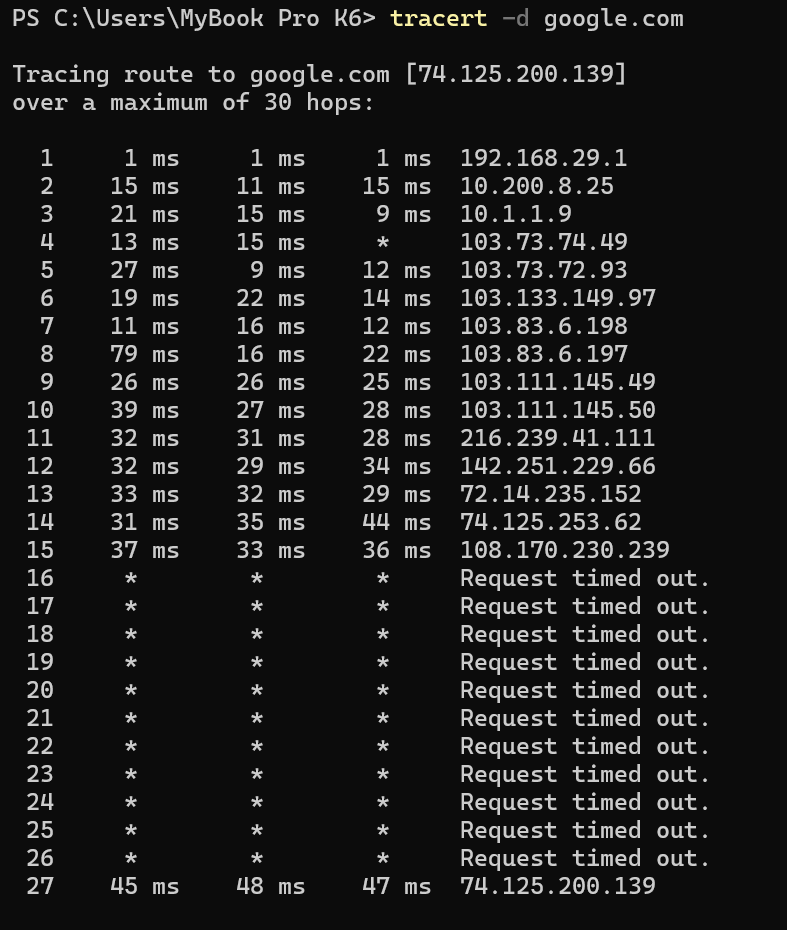 PS C:\Users\MyBook Pro K6> tracert -d google.com
Tracing route to google.com [74.125.200.139]
over a maximum of 30 hops:
1 1 ms 1 ms 1 ms 192.168.29.1
2 15 ms 11 ms 15 ms 10.200.8.25
3 21 ms 15 ms 9 ms 10.1.1.9
4 13 ms 15 ms * 103.73.74.49
5 27 ms 9 ms 12 ms 103.73.72.93
6 19 ms 22 ms 14 ms 103.133.149.97
7 11 ms 16 ms 12 ms 103.83.6.198
8 79 ms 16 ms 22 ms 103.83.6.197
9 26 ms 26 ms 25 ms 103.111.145.49
10 39 ms 27 ms 28 ms 103.111.145.50
11 32 ms 31 ms 28 ms 216.239.41.111
12 32 ms 29 ms 34 ms 142.251.229.66
13 33 ms 32 ms 29 ms 72.14.235.152
14 31 ms 35 ms 44 ms 74.125.253.62
15 37 ms 33 ms 36 ms 108.170.230.239
16 * * * Request timed out.
17 * * * Request timed out.
18 * * * Request timed out.
19 * * * Request timed out.
20 * * * Request timed out.
21 * * * Request timed out.
22 * * * Request timed out.
23 * * * Request timed out.
24 * * * Request timed out.
25 * * * Request timed out.
26 * * * Request timed out.
27 45 ms 48 ms 47 ms 74.125.200.139